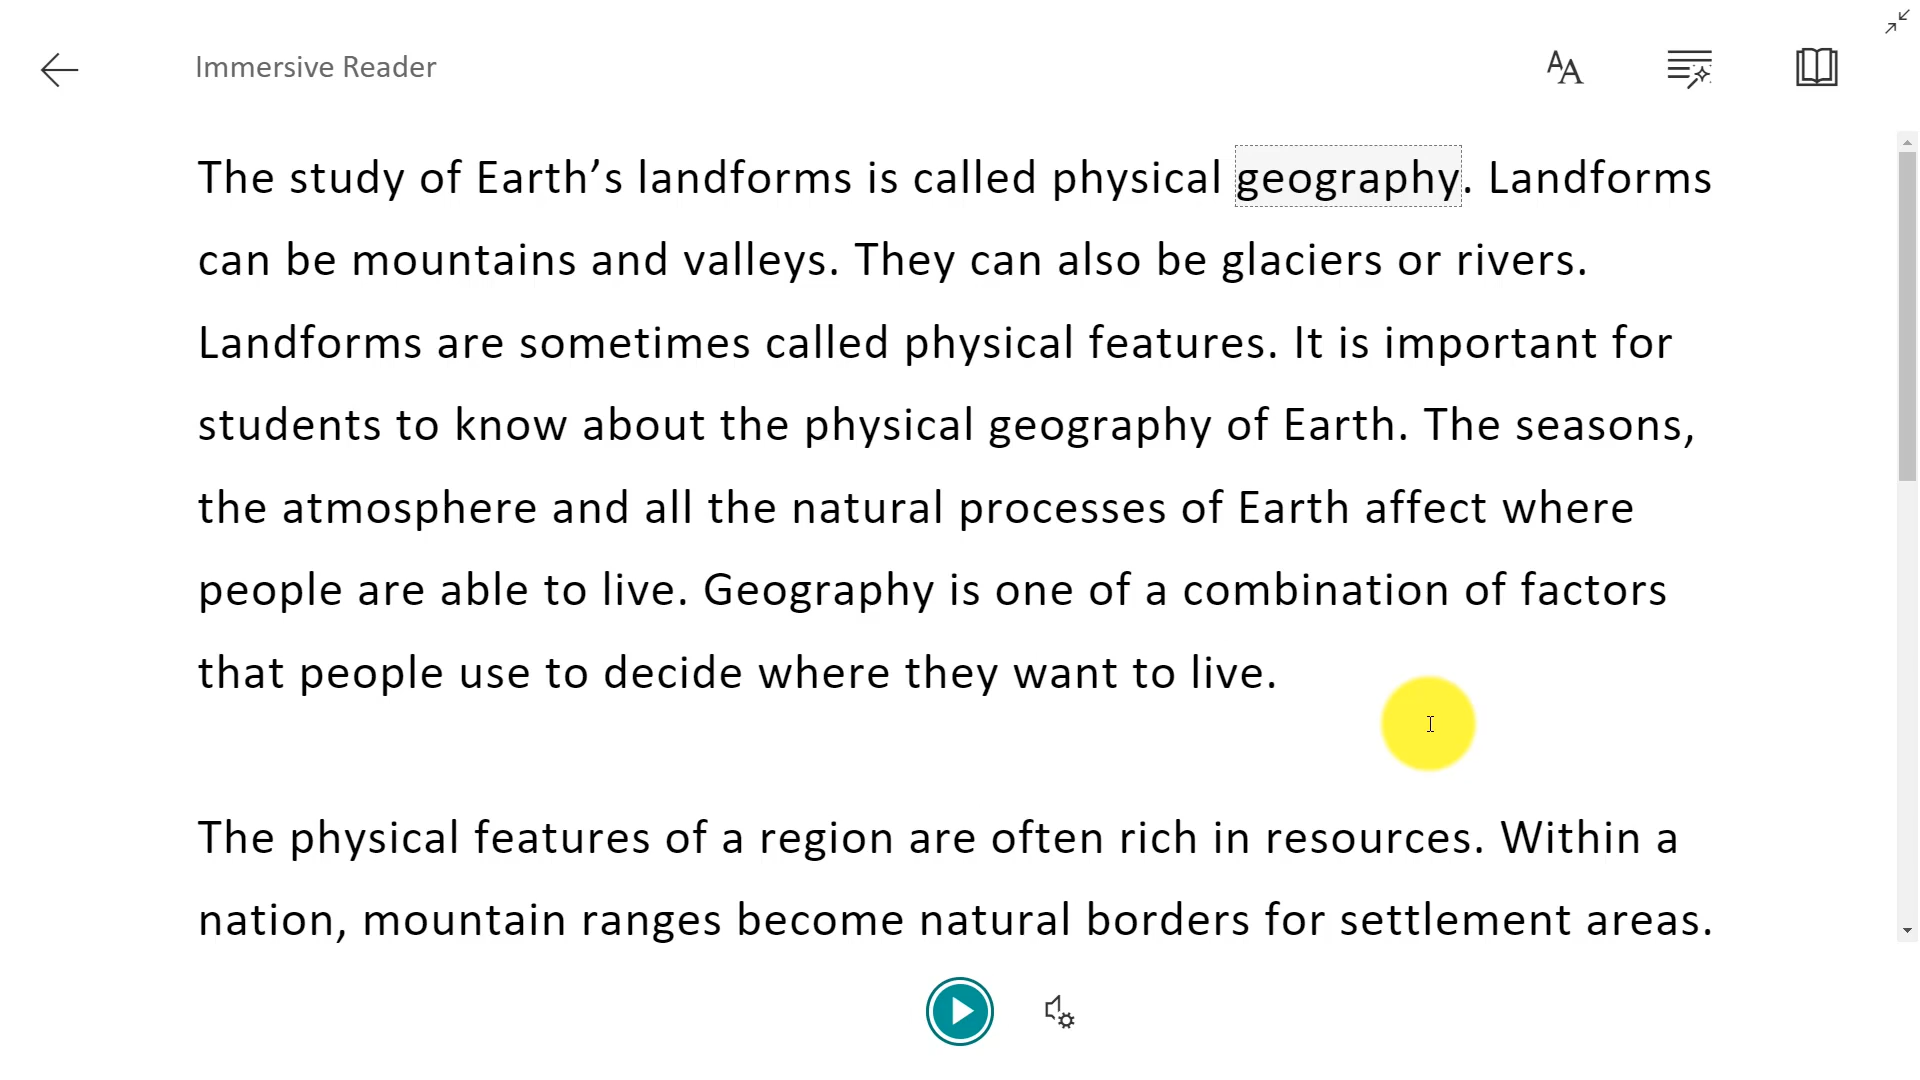 Immersive Reader
The study of Earth’s landforms is called physical geography. Landforms
can be mountains and valleys. They can also be glaciers or rivers.
Landforms are sometimes called physical features. It is important for
students to know about the physical geography of Earth. The seasons,
the atmosphere and all the natural processes of Earth affect where
people are able to live. Geography is one of a combination of factors
that people use to decide where they want to live.
The physical features of a region are often rich in resources. Within a
nation, mountain ranges become natural borders for settlement areas.